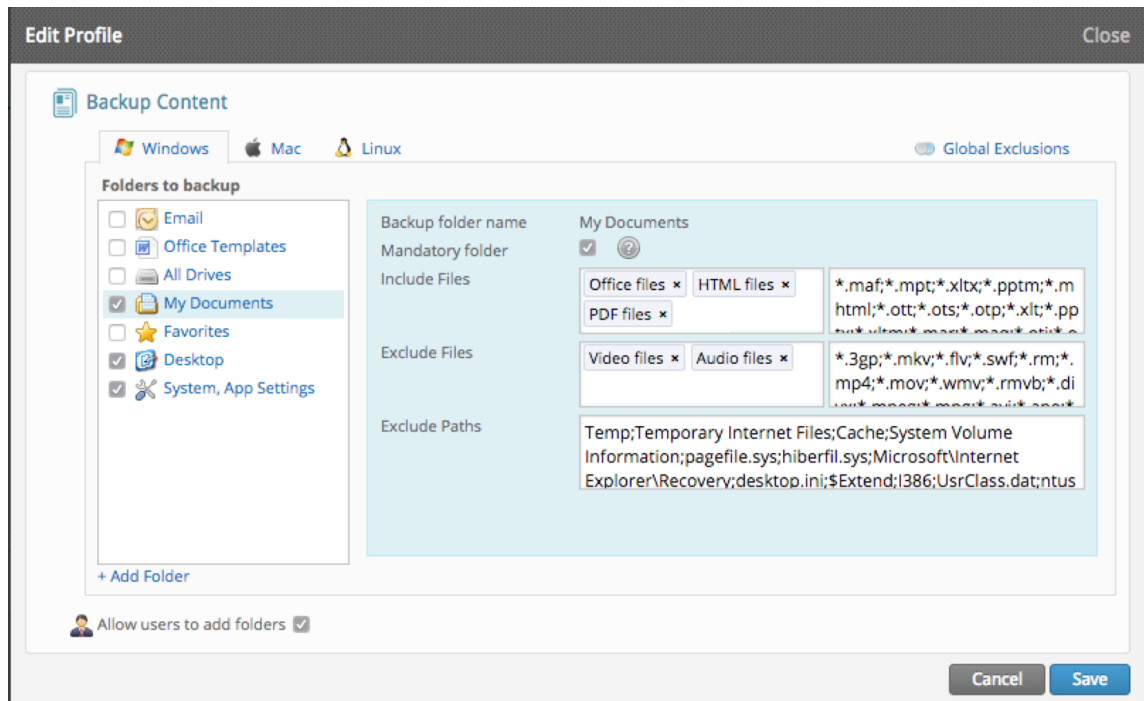 Edit Profile
Close
Backup Content
Windows
Mac
Linux
Global Exclusions
Folders to backup
Email
Office Templates
All Drives
My Documents
Favorites
Desktop
System, App Settings
+ Add Folder
Backup folder name
My Documents
Mandatory folder
?
Include Files
Office files ×
HTML files ×
PDF files ×
*.maf;*.mpt;*.xltx;*.pptm;*.m
html;*.ott;*.ots;*.otp;*.xlt;*.pp
Exclude Files
Video files ×
Audio files ×
*.3gp;*.mkv;*.flv;*.swf;*.rm;*.
mp4;*.mov;*.wmv;*.rmvb;*.di
Exclude Paths
Temp;Temporary Internet Files;Cache;System Volume
Information;pagefile.sys;hiberfil.sys;Microsoft\Internet
Explorer\Recovery;desktop.ini;$Extend;I386;UsrClass.dat;ntus
Allow users to add folders
Cancel
Save